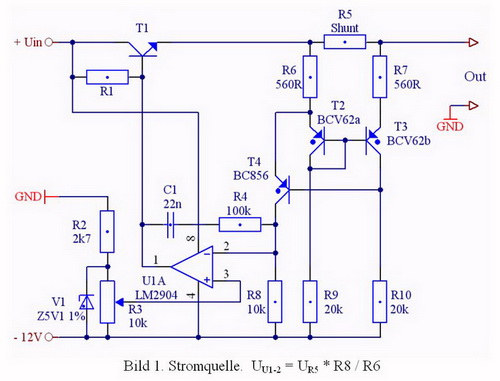 T1
R5
Shunt
+ Uin
R1
R6
560R
R7
560R
Out
GND
T2
BCV62a
T3
BCV62b
T4
BC856
C1
22n
R4
100k
GND
R2
2k7
8
1
2
3
4
U1A
LM2904
V1
Z5V1 1%
R3
10k
R8
10k
R9
20k
R10
20k
- 12V
Bild 1. Stromquelle. UU1-2 = UR5 * R8 / R6